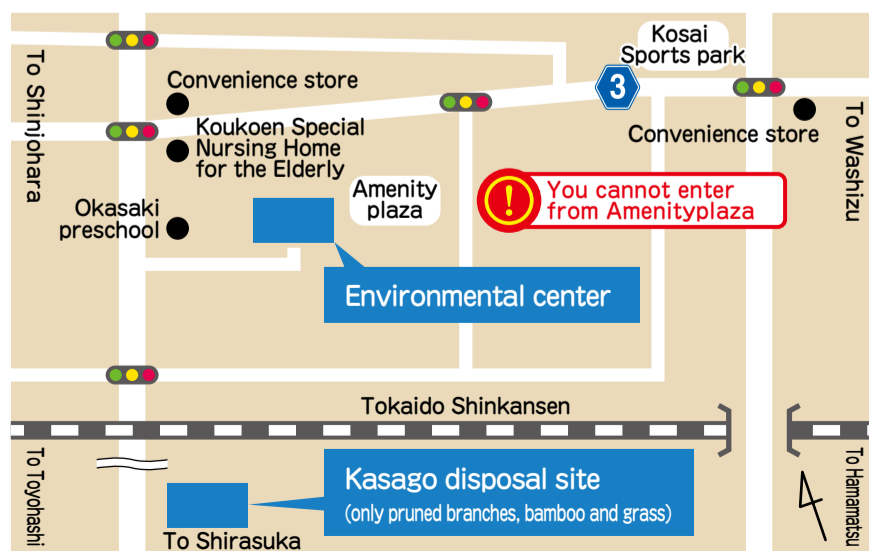 Kosai
Sports park
To Shinjohara
Convenience store
3
Koukoen Special
Nursing Home
for the Elderly
Convenience store
To Washizu
Amenity
plaza
!
You cannot enter
from Amenityplaza
Okasaki
preschool
Environmental center
Tokaido Shinkansen
To Toyohashi
Kasago disposal site
(only pruned branches, bamboo and grass)
To Hamamatsu
To Shirasuka